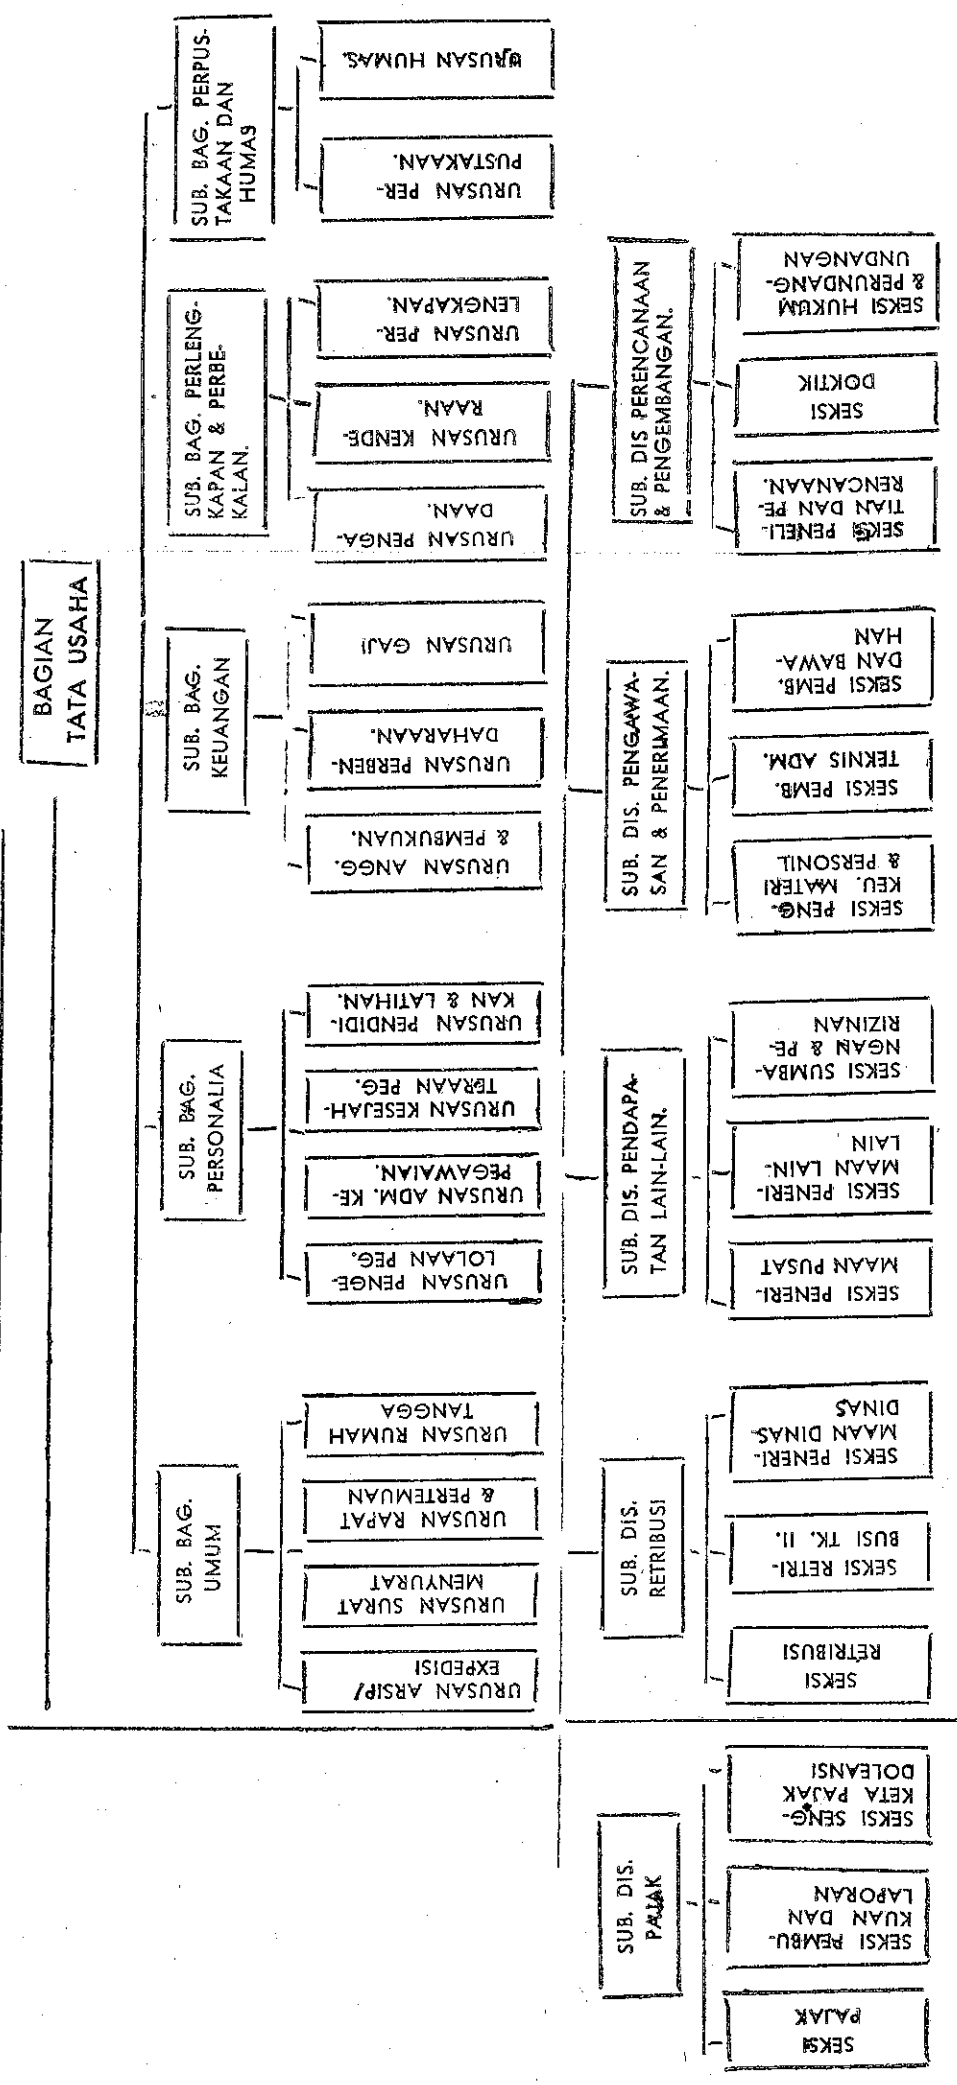 BAGIAN
TATA USAHA
SUB. BAG.
UMUM
SUB. BAG.
PERSONALIA
SUB. BAG.
KEUANGAN
SUB. BAG. PERLENG-
KAPAN & PERBE-
KALAN.
SUB. BAG. PERPUS-
TAKAAN DAN
HUMAS
URUSAN ARSIP/
EXPEDISI
URUSAN SURAT
MENYURAT
URUSAN RAPAT
& PERTEMUAN
URUSAN RUMAH
TANGGA
URUSAN PENGE-
LOLAAN PEG.
URUSAN ADM. KE-
PEGAWAIAN.
URUSAN KESEJAH-
TERAAN PEG.
URUSAN PENDIDI-
KAN & LATIHAN.
URUSAN ANGG.
& PEMBUKUAN.
URUSAN PERBEN-
DAHARAAN.
URUSAN GAJI
URUSAN PENGA-
DAAN.
URUSAN KENDE-
RAAN.
URUSAN PER-
LENGKAPAN.
URUSAN PER-
PUSTAKAAN.
URUSAN HUMAS.
SUB. DIS.
PAJAK
SUB. DIS.
RETRIBUSI
SUB. DIS. PENDAPA-
TAN LAIN-LAIN.
SUB. DIS. PENGAWA-
SAN & PENERIMAAN.
SUB. DIS PERENCANAAN
& PENGEMBANGAN.
SEKSI
PAJAK
SEKSI PEMBU-
KUAN DAN
LAPORAN
SEKSI SENG-
KETA PAJAK
DOLEANSI
SEKSI
RETRIBUSI
SEKSI RETRI-
BUSI TK. II.
SEKSI PENERI-
MAAN DINAS-
DINAS
SEKSI PENERI-
MAAN PUSAT
SEKSI PENERI-
MAAN LAIN-
LAIN
SEKSI SUMBA-
NGAN & PE-
RIZINAN
SEKSI PENG-
KEU. MATERI
& PERSONIL
SEKSI PEMB.
TEKNIS ADM.
SEKSI PEMB.
DAN BAWA-
HAN
SEKSI PENELI-
TIAN DAN PE-
RENCANAAN.
SEKSI
DOKTIK
SEKSI HUKUM
& PERUNDANG-
UNDANGAN